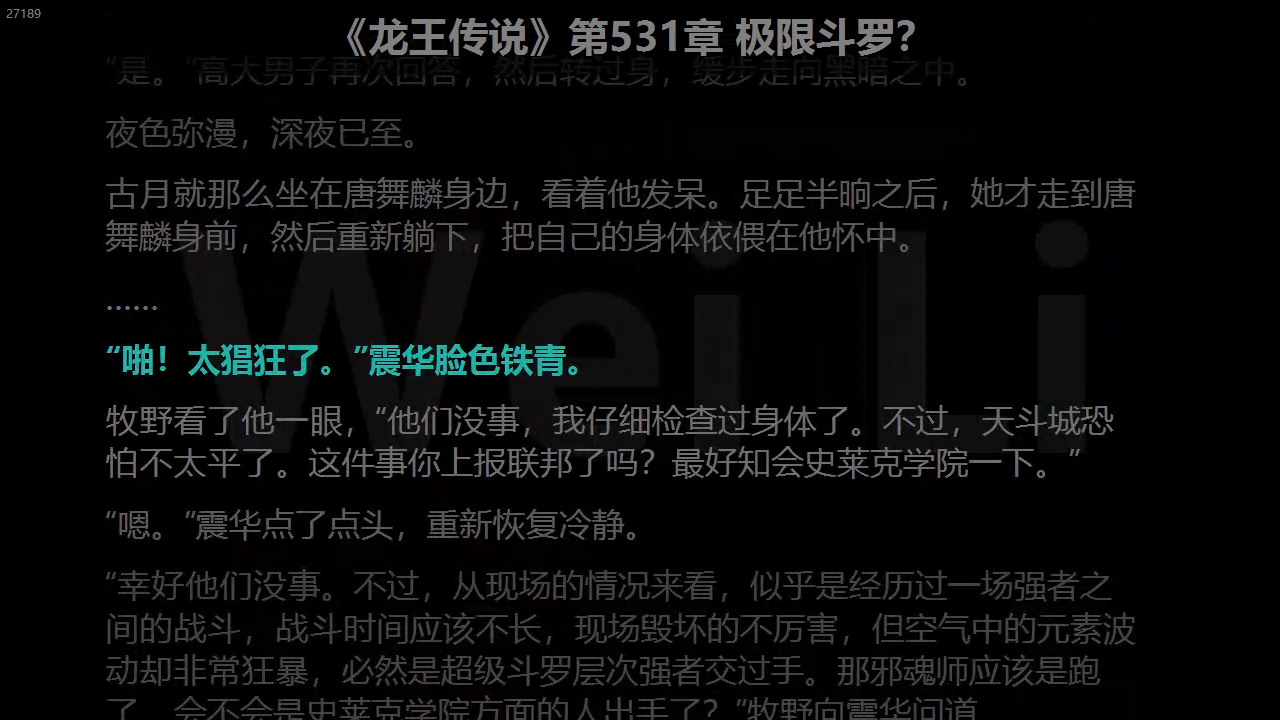 27189
《龙王传说》第531章 极限斗罗？
“是。”高大男子再次回答，然后转过身，缓步走向黑暗之中。
夜色弥漫，深夜已至。
古月就那么坐在唐舞麟身边，看着他发呆。足足半晌之后，她才走到唐
舞麟身前，然后重新躺下，把自己的身体依偎在他怀中。
……
“啪！太猖狂了。”震华脸色铁青。
牧野看了他一眼，“他们没事，我仔细检查过身体了。不过，天斗城恐
怕不太平了。这件事你上报联邦了吗？最好知会史莱克学院一下。”
“嗯。”震华点了点头，重新恢复冷静。
“幸好他们没事。不过，从现场的情况来看，似乎是经历过一场强者之
间的战斗，战斗时间应该不长，现场毁坏的不厉害，但空气中的元素波
动却非常狂暴，必然是超级斗罗层次强者交过手。那邪魂师应该是跑
了，会不会是史莱克学院方面的人出手了？”牧野向震华问道
Wei Li